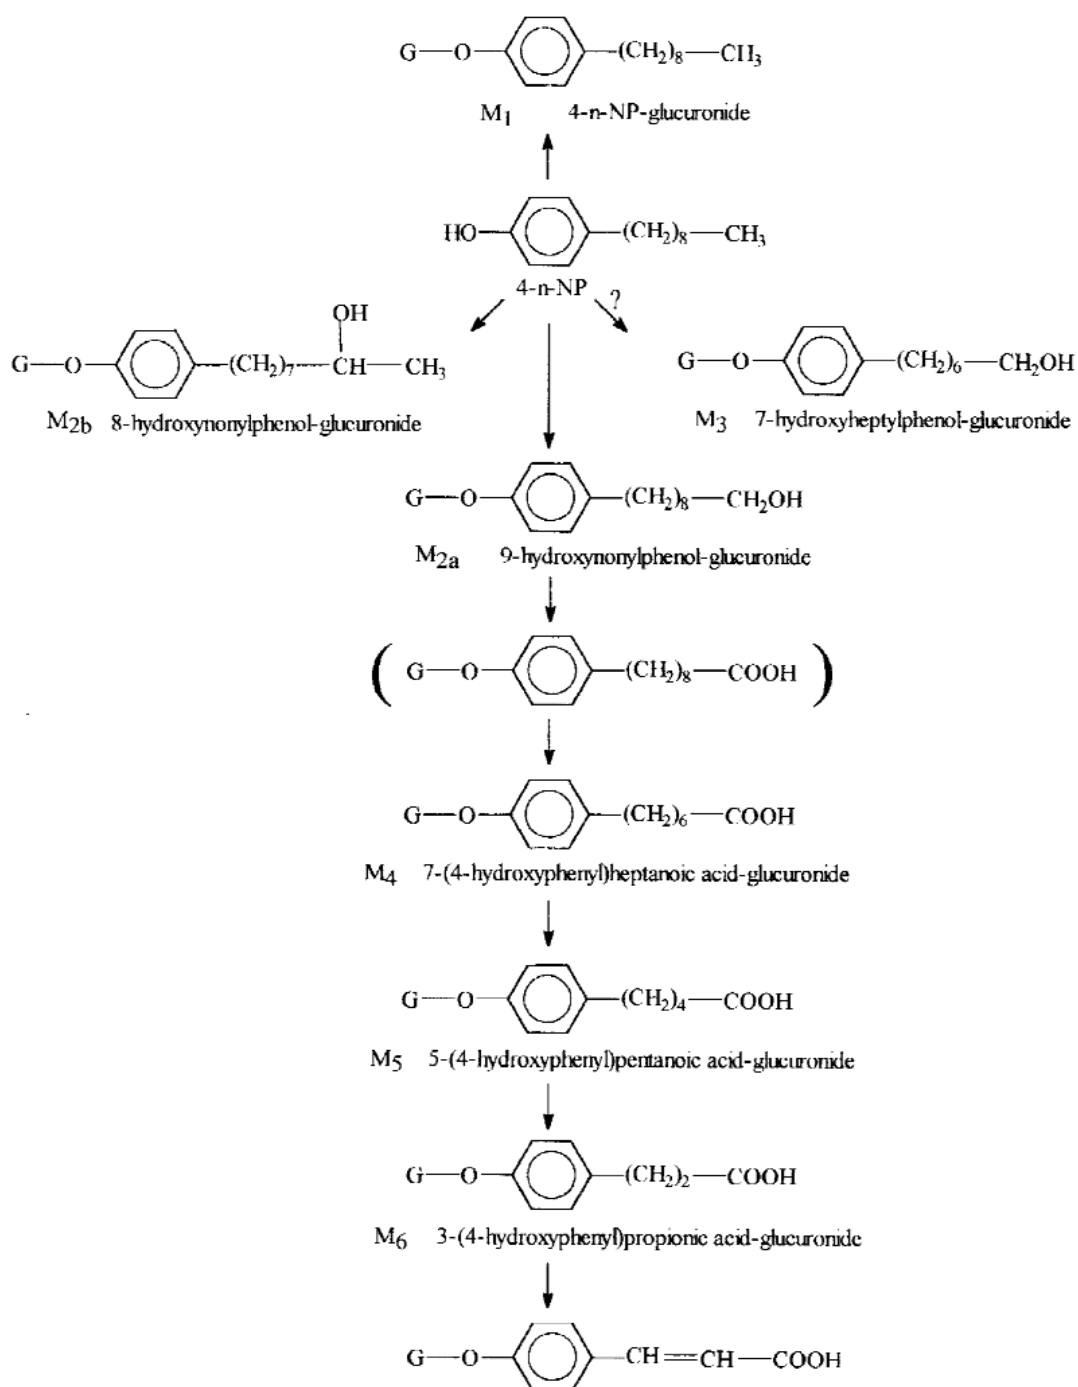 G—O—(CH₂)₈—CH₃
M₁ 4-n-NP-glucuronide
HO—(CH₂)₈—CH₃
4-n-NP
?
OH
G—O—(CH₂)₇—CH—CH₃
G—O—(CH₂)₆—CH₂OH
M₂b 8-hydroxynonylphenol-glucuronide
M₃ 7-hydroxyheptylphenol-glucuronide
G—O—(CH₂)₈—CH₂OH
M₂a 9-hydroxynonylphenol-glucuronide
( G—O—(CH₂)₈—COOH )
G—O—(CH₂)₆—COOH
M₄ 7-(4-hydroxyphenyl)heptanoic acid-glucuronide
G—O—(CH₂)₄—COOH
M₅ 5-(4-hydroxyphenyl)pentanoic acid-glucuronide
G—O—(CH₂)₂—COOH
M₆ 3-(4-hydroxyphenyl)propionic acid-glucuronide
G—O—CH=CH—COOH